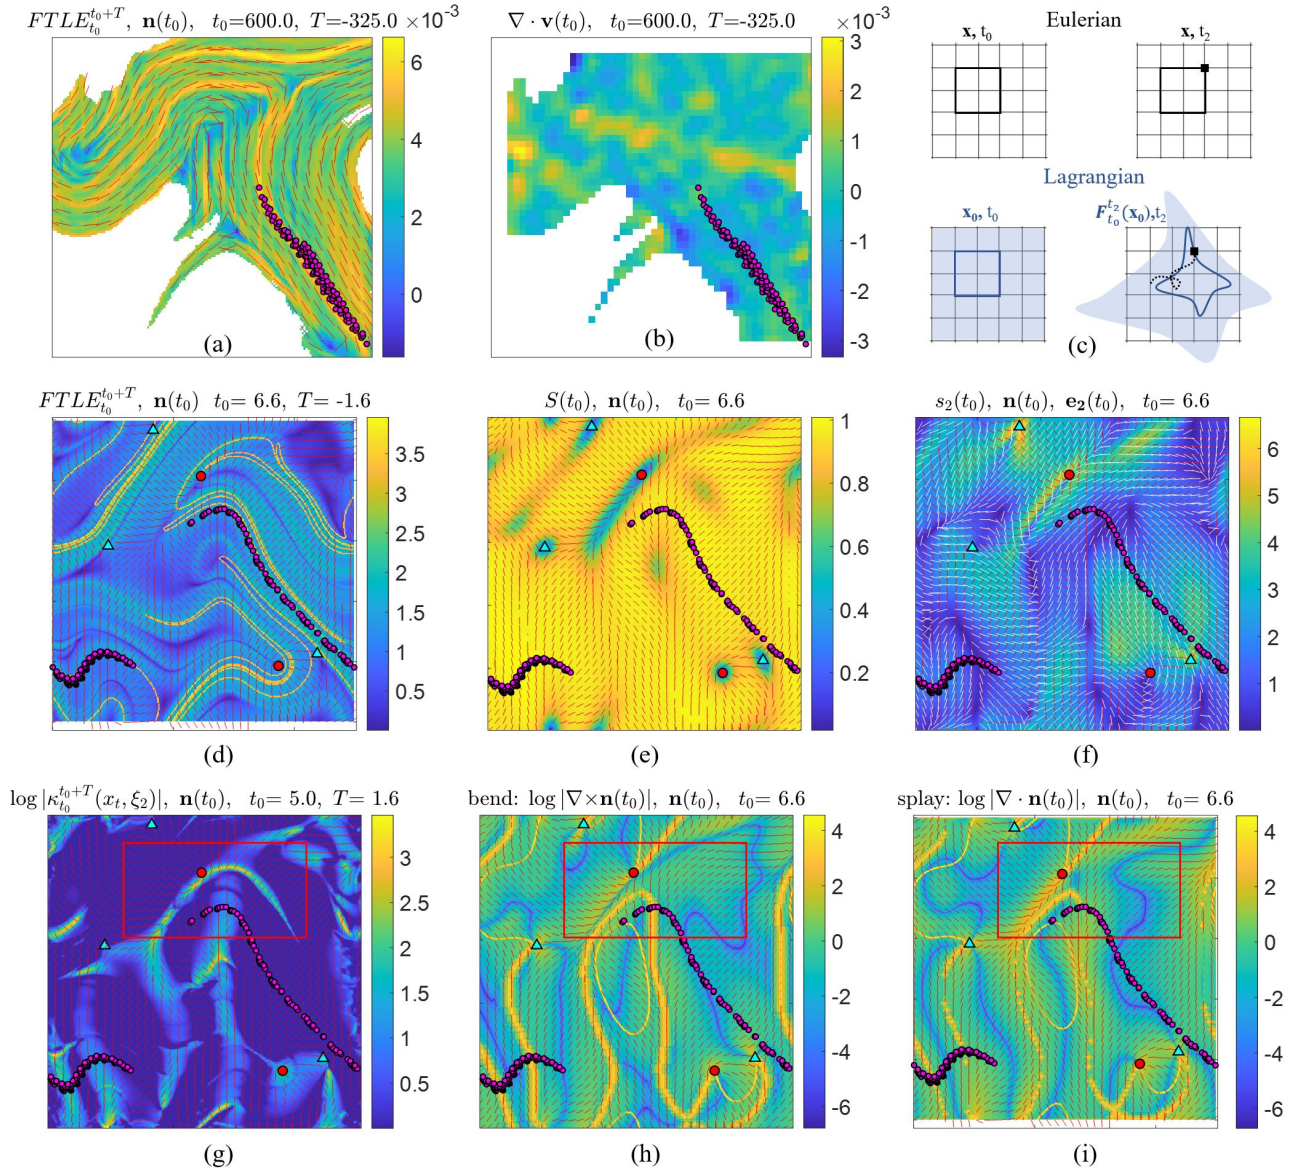 FTLE_{t_0}^{t_0+T}, n(t_0), t_0=600.0, T=-325.0 ×10^{-3}
6
4
2
0
(a)
∇ · v(t_0) t_0=600.0, T=-325.0 ×10^{-3}
3
2
1
0
-1
-2
-3
(b)
Eulerian
x, t_0
x, t_2
Lagrangian
x_0, t_0
F_{t_0}^{t_2}(x_0),t_2
(c)
FTLE_{t_0}^{t_0+T}, n(t_0) t_0= 6.6, T= -1.6
3.5
3
2.5
2
1.5
1
0.5
(d)
S(t_0), n(t_0), t_0= 6.6
1
0.8
0.6
0.4
0.2
(e)
s_2(t_0), n(t_0), e_2(t_0), t_0= 6.6
6
5
4
3
2
1
(f)
log |κ_{t_0}^{t_0+T}(x_t, ξ_2)|, n(t_0), t_0= 5.0, T= 1.6
3
2.5
2
1.5
1
0.5
(g)
bend: log |∇×n(t_0)|, n(t_0), t_0= 6.6
4
2
0
-2
-4
-6
(h)
splay: log |∇ · n(t_0)|, n(t_0), t_0= 6.6
4
2
0
-2
-4
-6
(i)